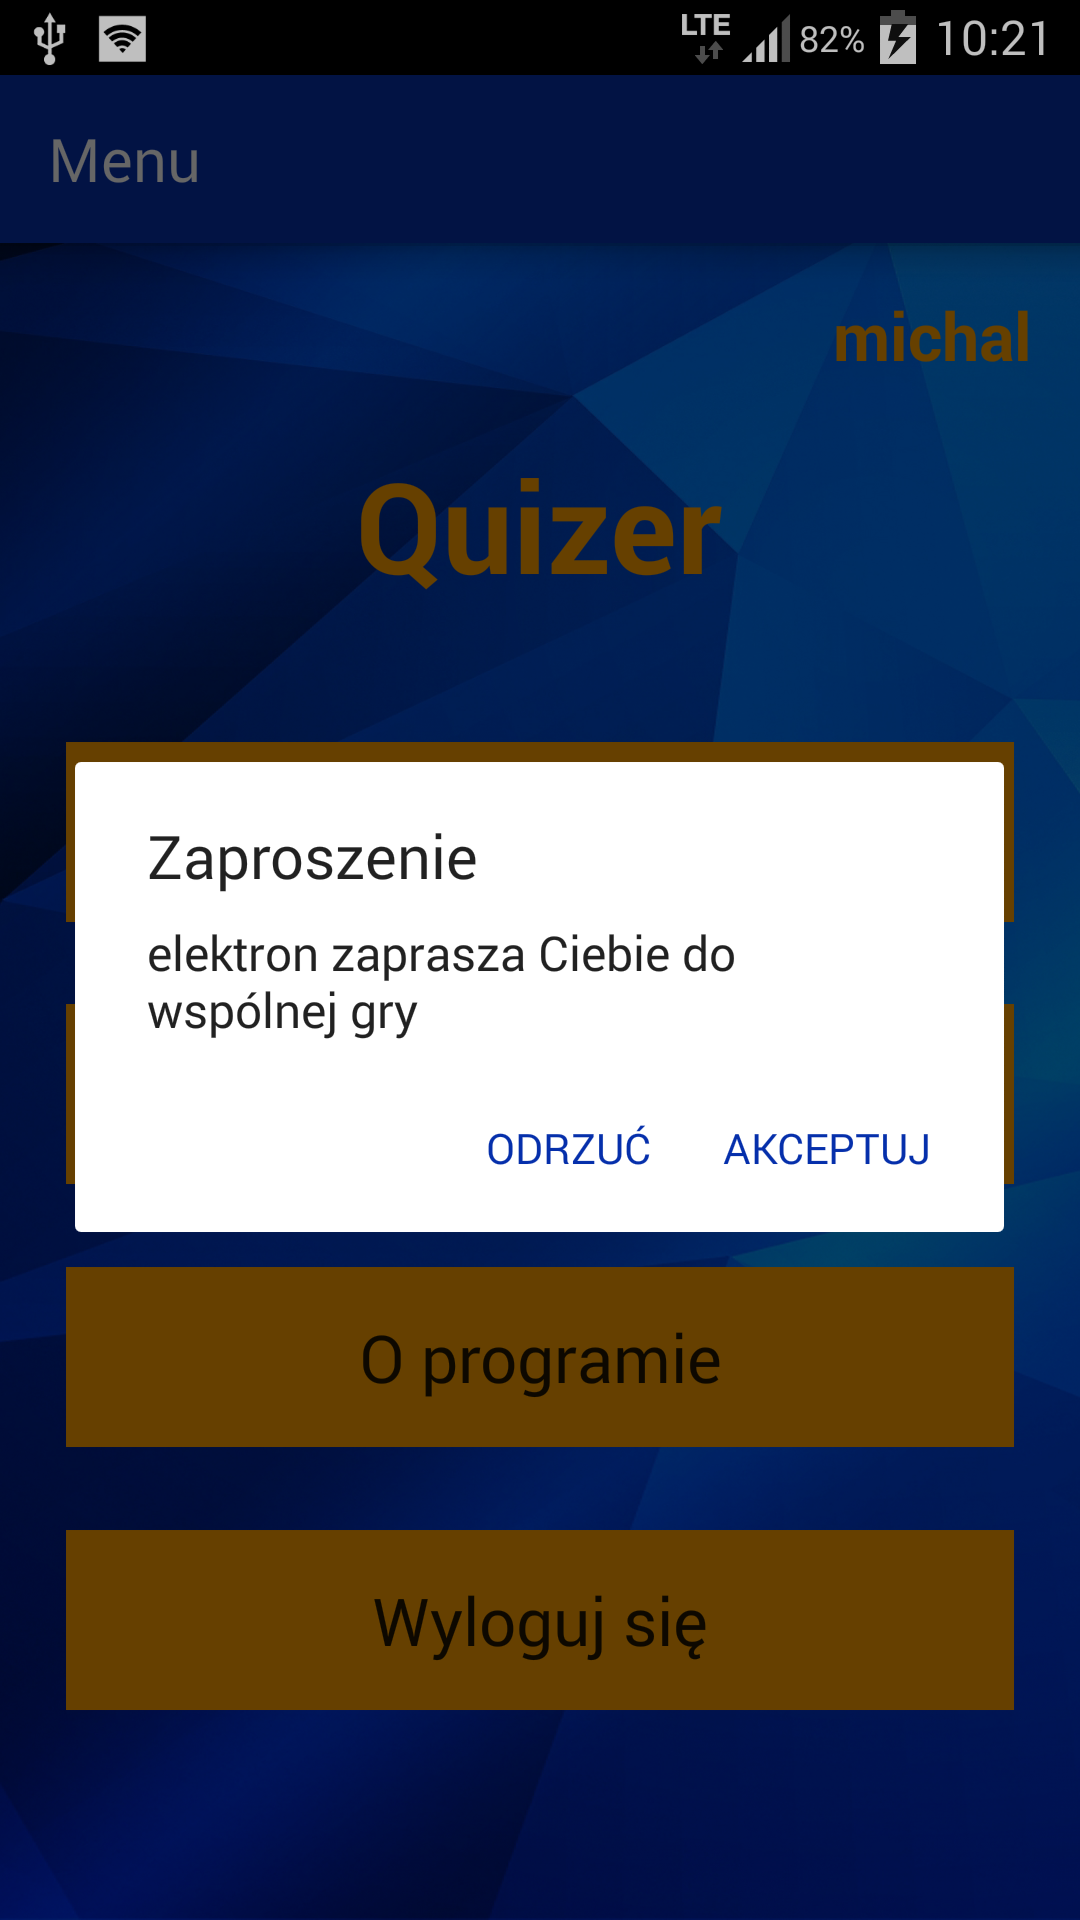 LTE 82% 10:21
Menu
michal
Quizer
Zaproszenie
elektron zaprasza Ciebie do
wspólnej gry
ODRZUĆ AKCEPTUJ
O programie
Wyloguj się